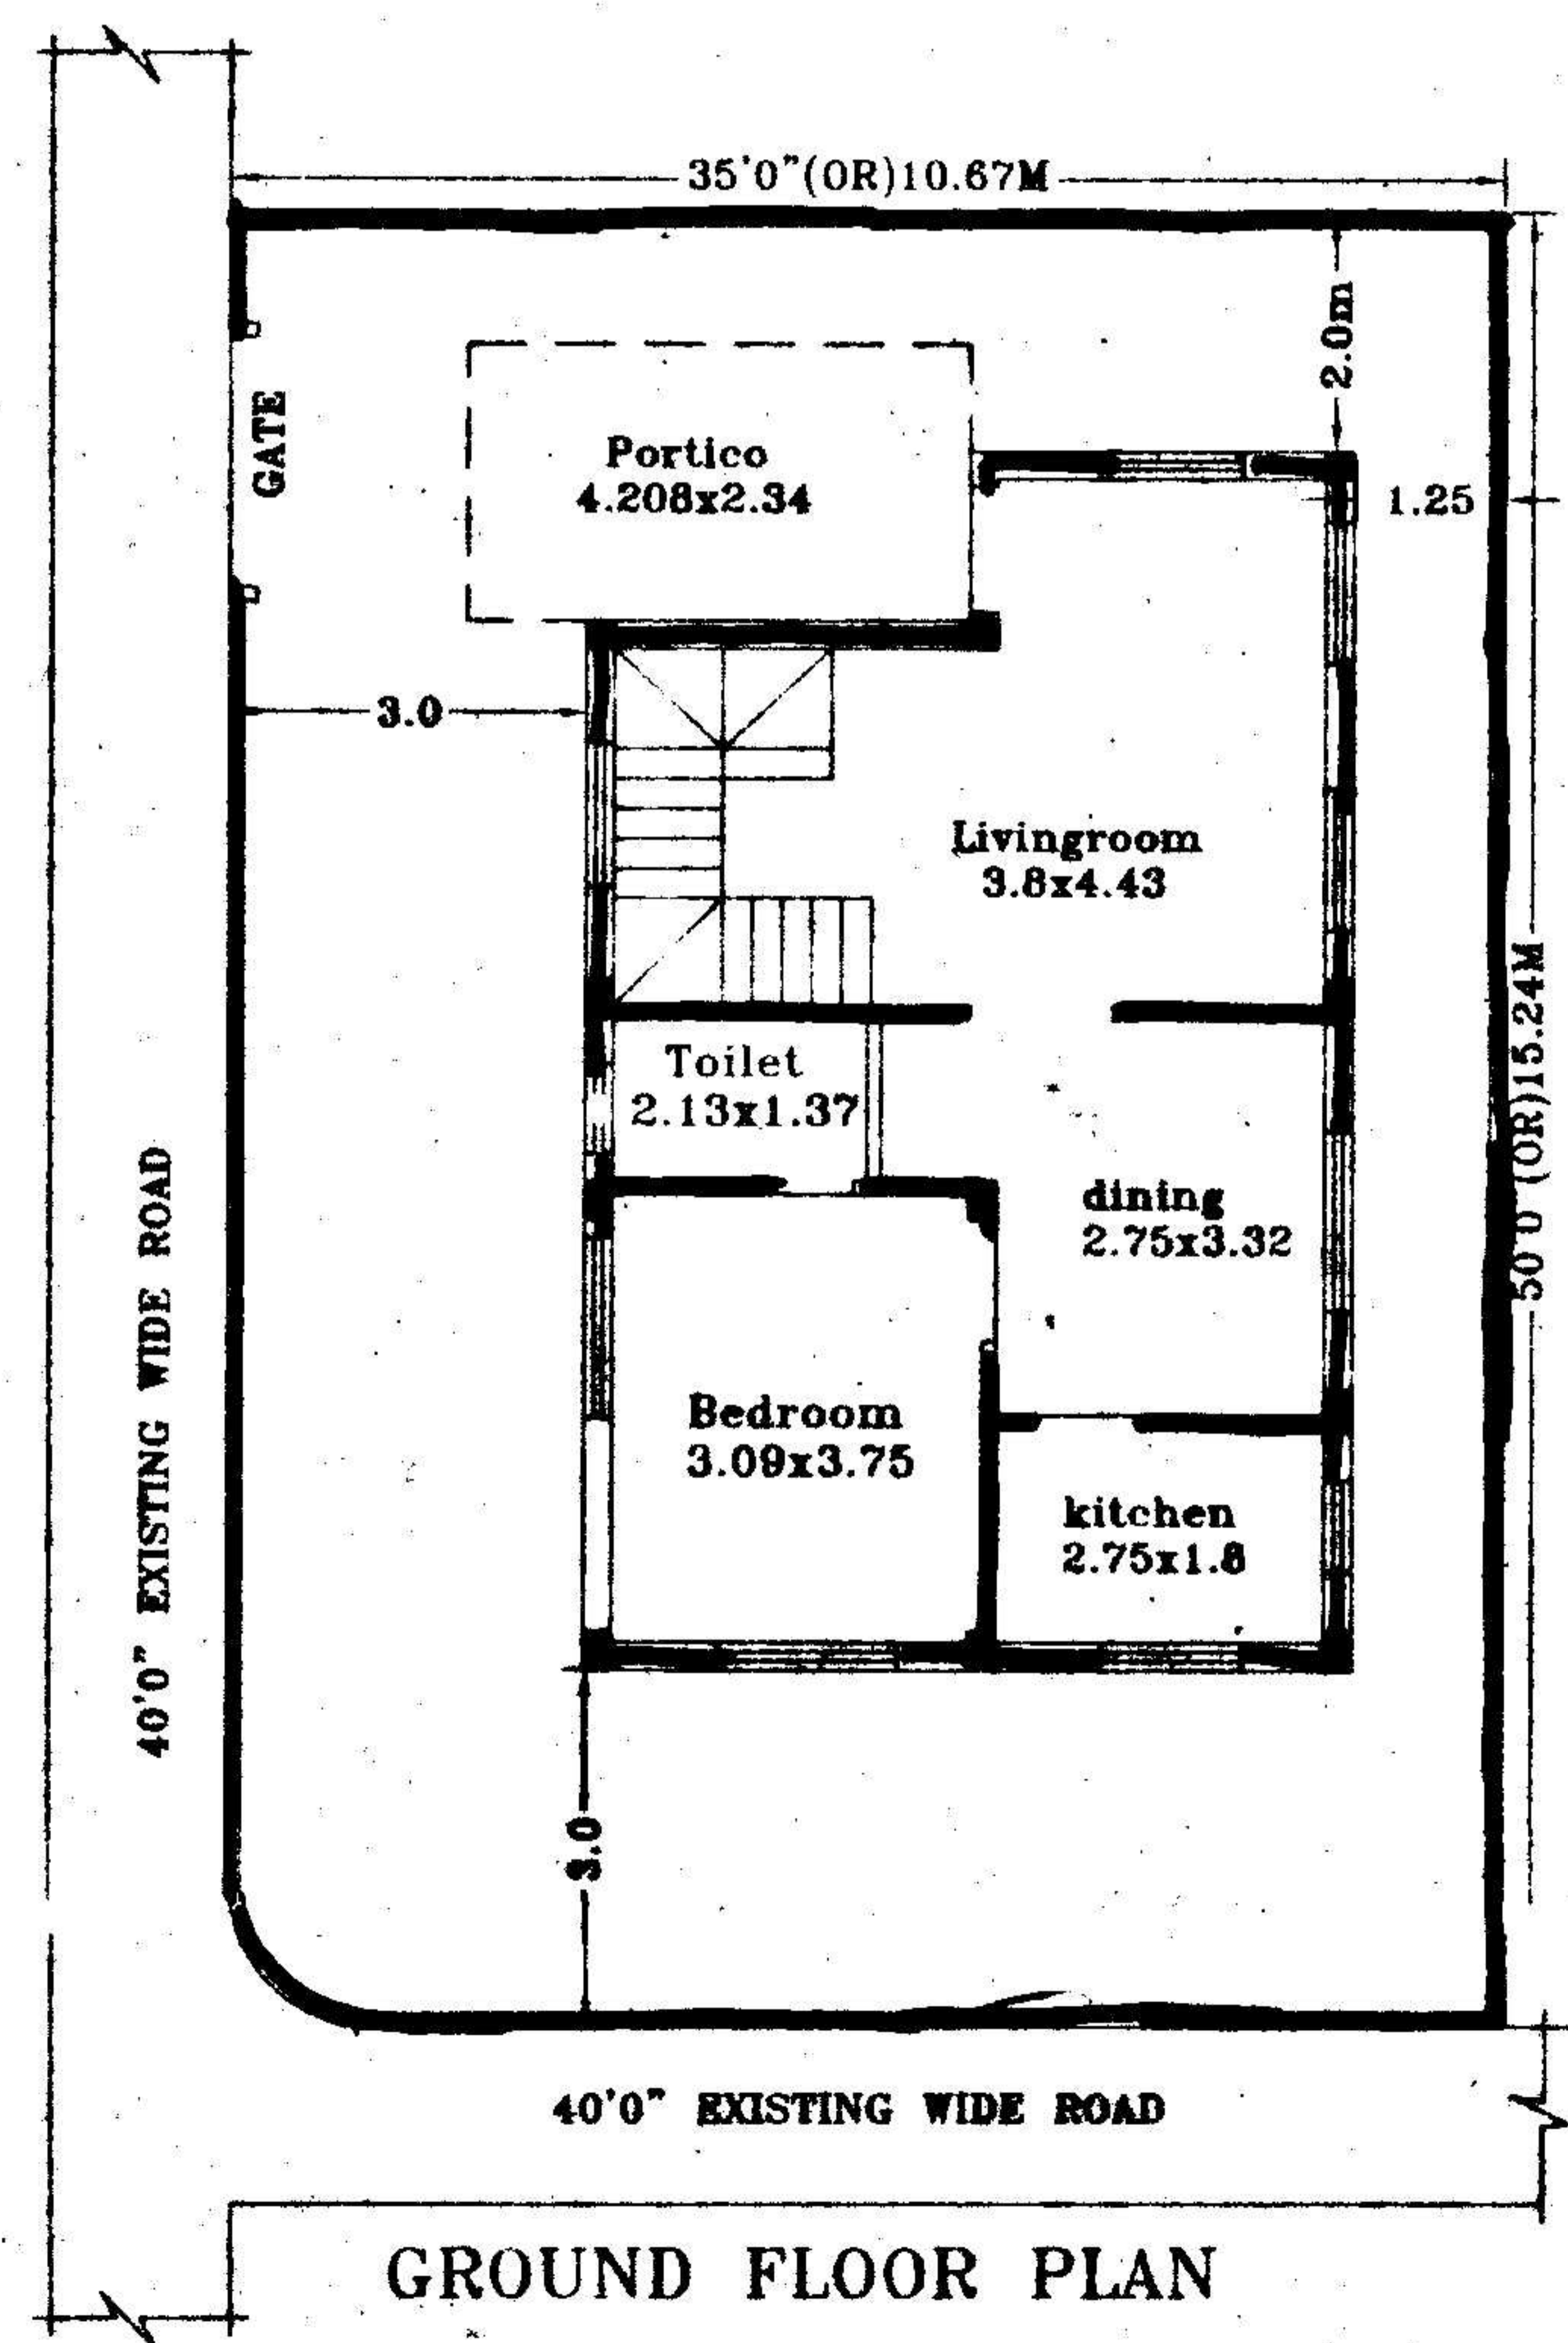 35'0"(OR)10.67M
2.0m
GATE
Portico
4.208x2.34
1.25
3.0
Livingroom
3.8x4.43
50'0"(OR)15.24M
Toilet
2.13x1.37
dining
2.75x3.32
40'0" EXISTING WIDE ROAD
Bedroom
3.09x3.75
kitchen
2.75x1.8
3.0
40'0" EXISTING WIDE ROAD
GROUND FLOOR PLAN